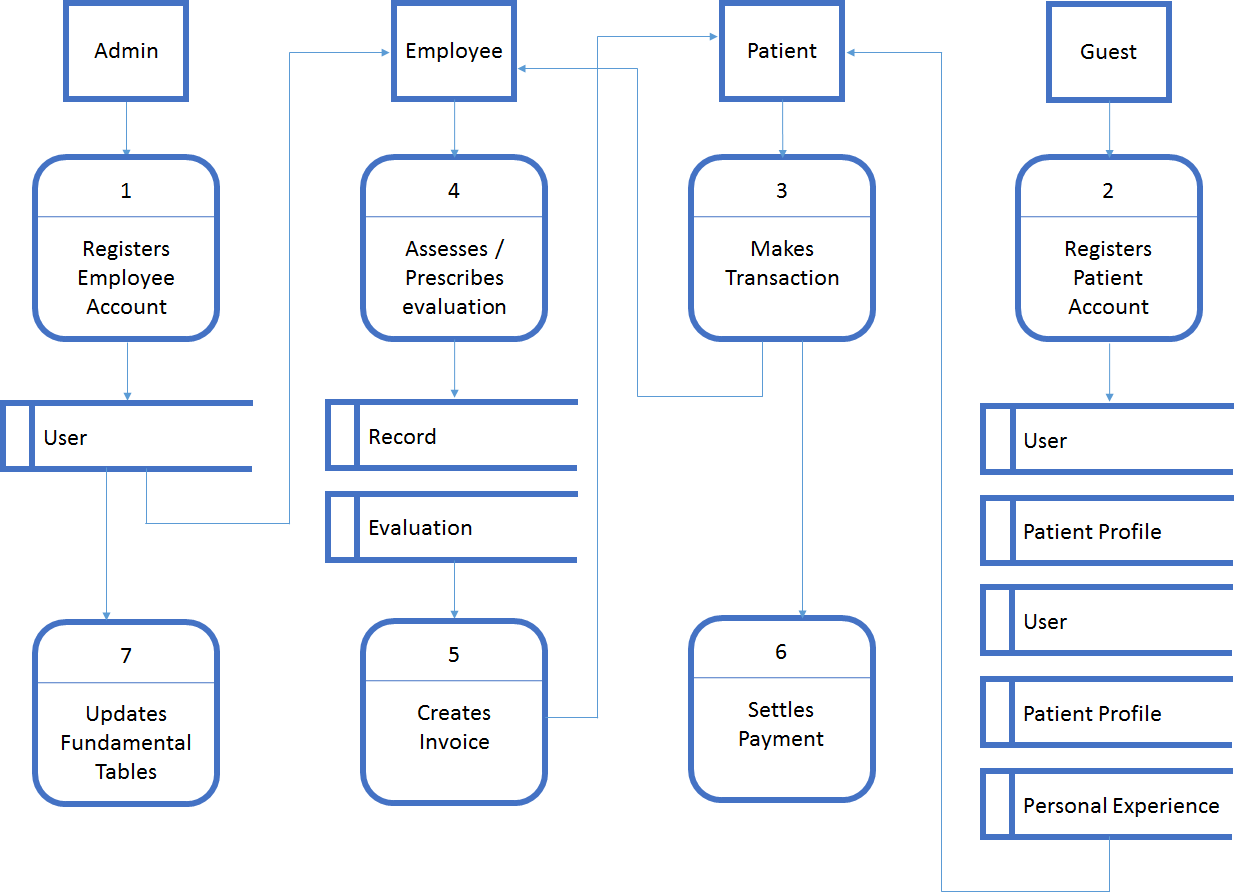 Admin
Employee
Patient
Guest
1
Registers
Employee
Account
4
Assesses /
Prescribes
evaluation
3
Makes
Transaction
2
Registers
Patient
Account
User
Record
Evaluation
User
Patient Profile
User
Patient Profile
Personal Experience
7
Updates
Fundamental
Tables
5
Creates
Invoice
6
Settles
Payment